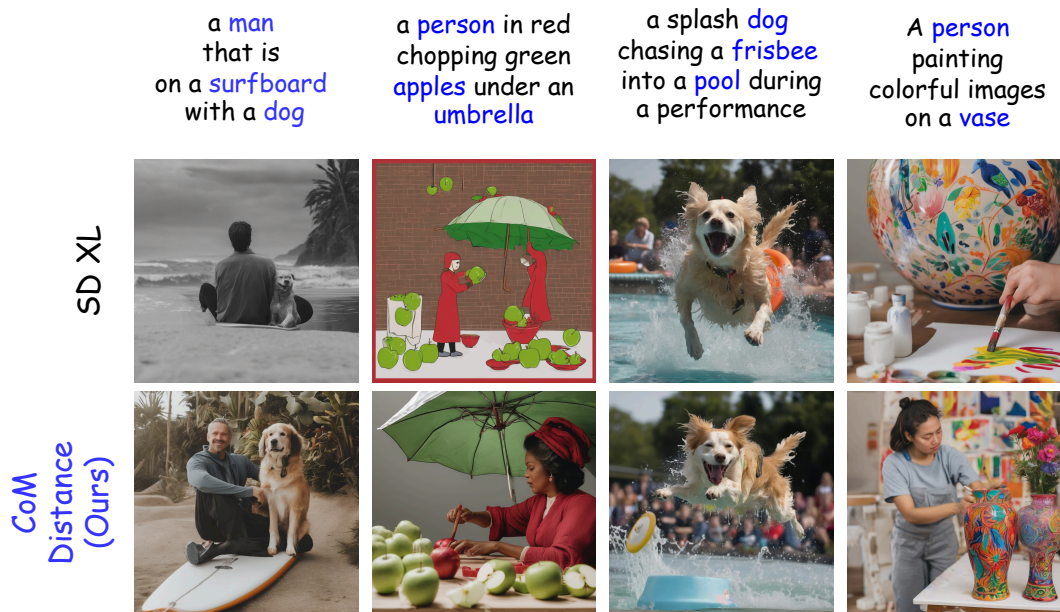 a man
that is
on a surfboard
with a dog
a person in red
chopping green
apples under an
umbrella
a splash dog
chasing a frisbee
into a pool during
a performance
A person
painting
colorful images
on a vase
SD XL
CoM
Distance
(Ours)